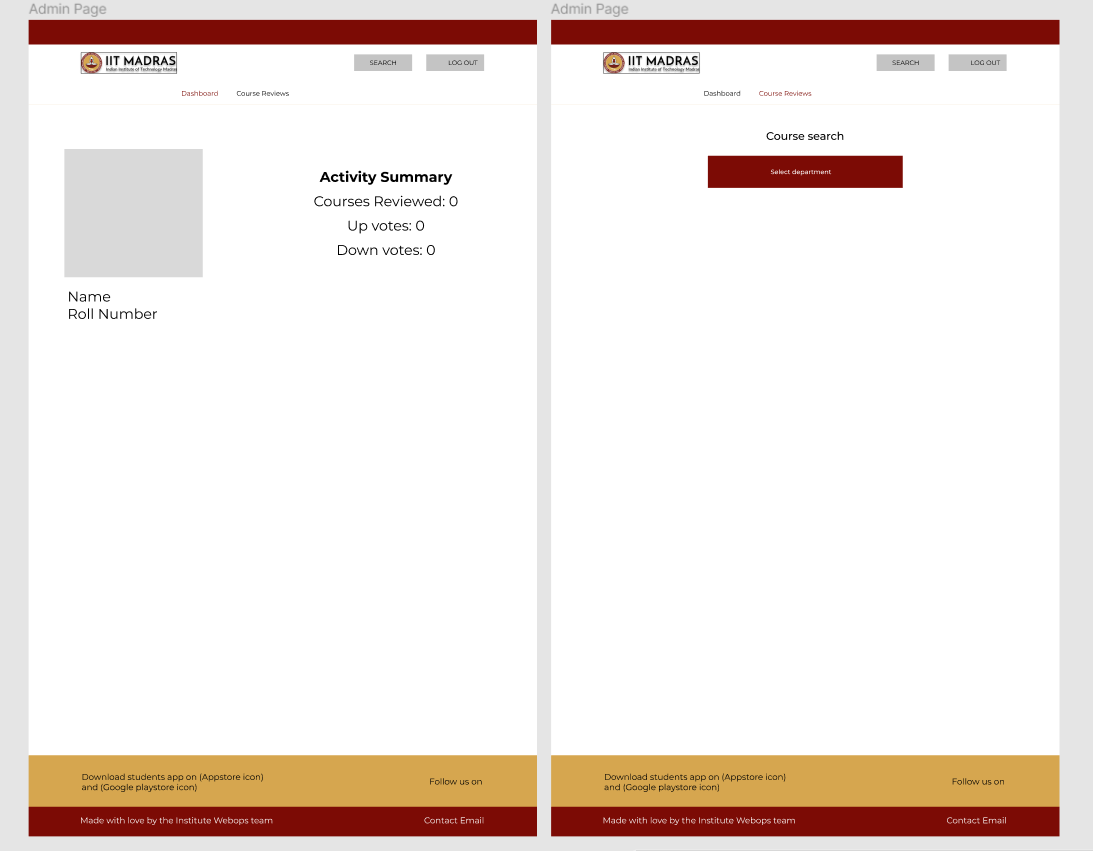 Admin Page
IIT MADRAS
Indian Institute of Technology Madras
SEARCH
LOG OUT
Dashboard
Course Reviews
Activity Summary
Courses Reviewed: 0
Up votes: 0
Down votes: 0
Name
Roll Number
Download students app on (Appstore icon)
and (Google playstore icon)
Follow us on
Made with love by the Institute Webops team
Contact Email
Admin Page
IIT MADRAS
Indian Institute of Technology Madras
SEARCH
LOG OUT
Dashboard
Course Reviews
Course search
Select department
Download students app on (Appstore icon)
and (Google playstore icon)
Follow us on
Made with love by the Institute Webops team
Contact Email